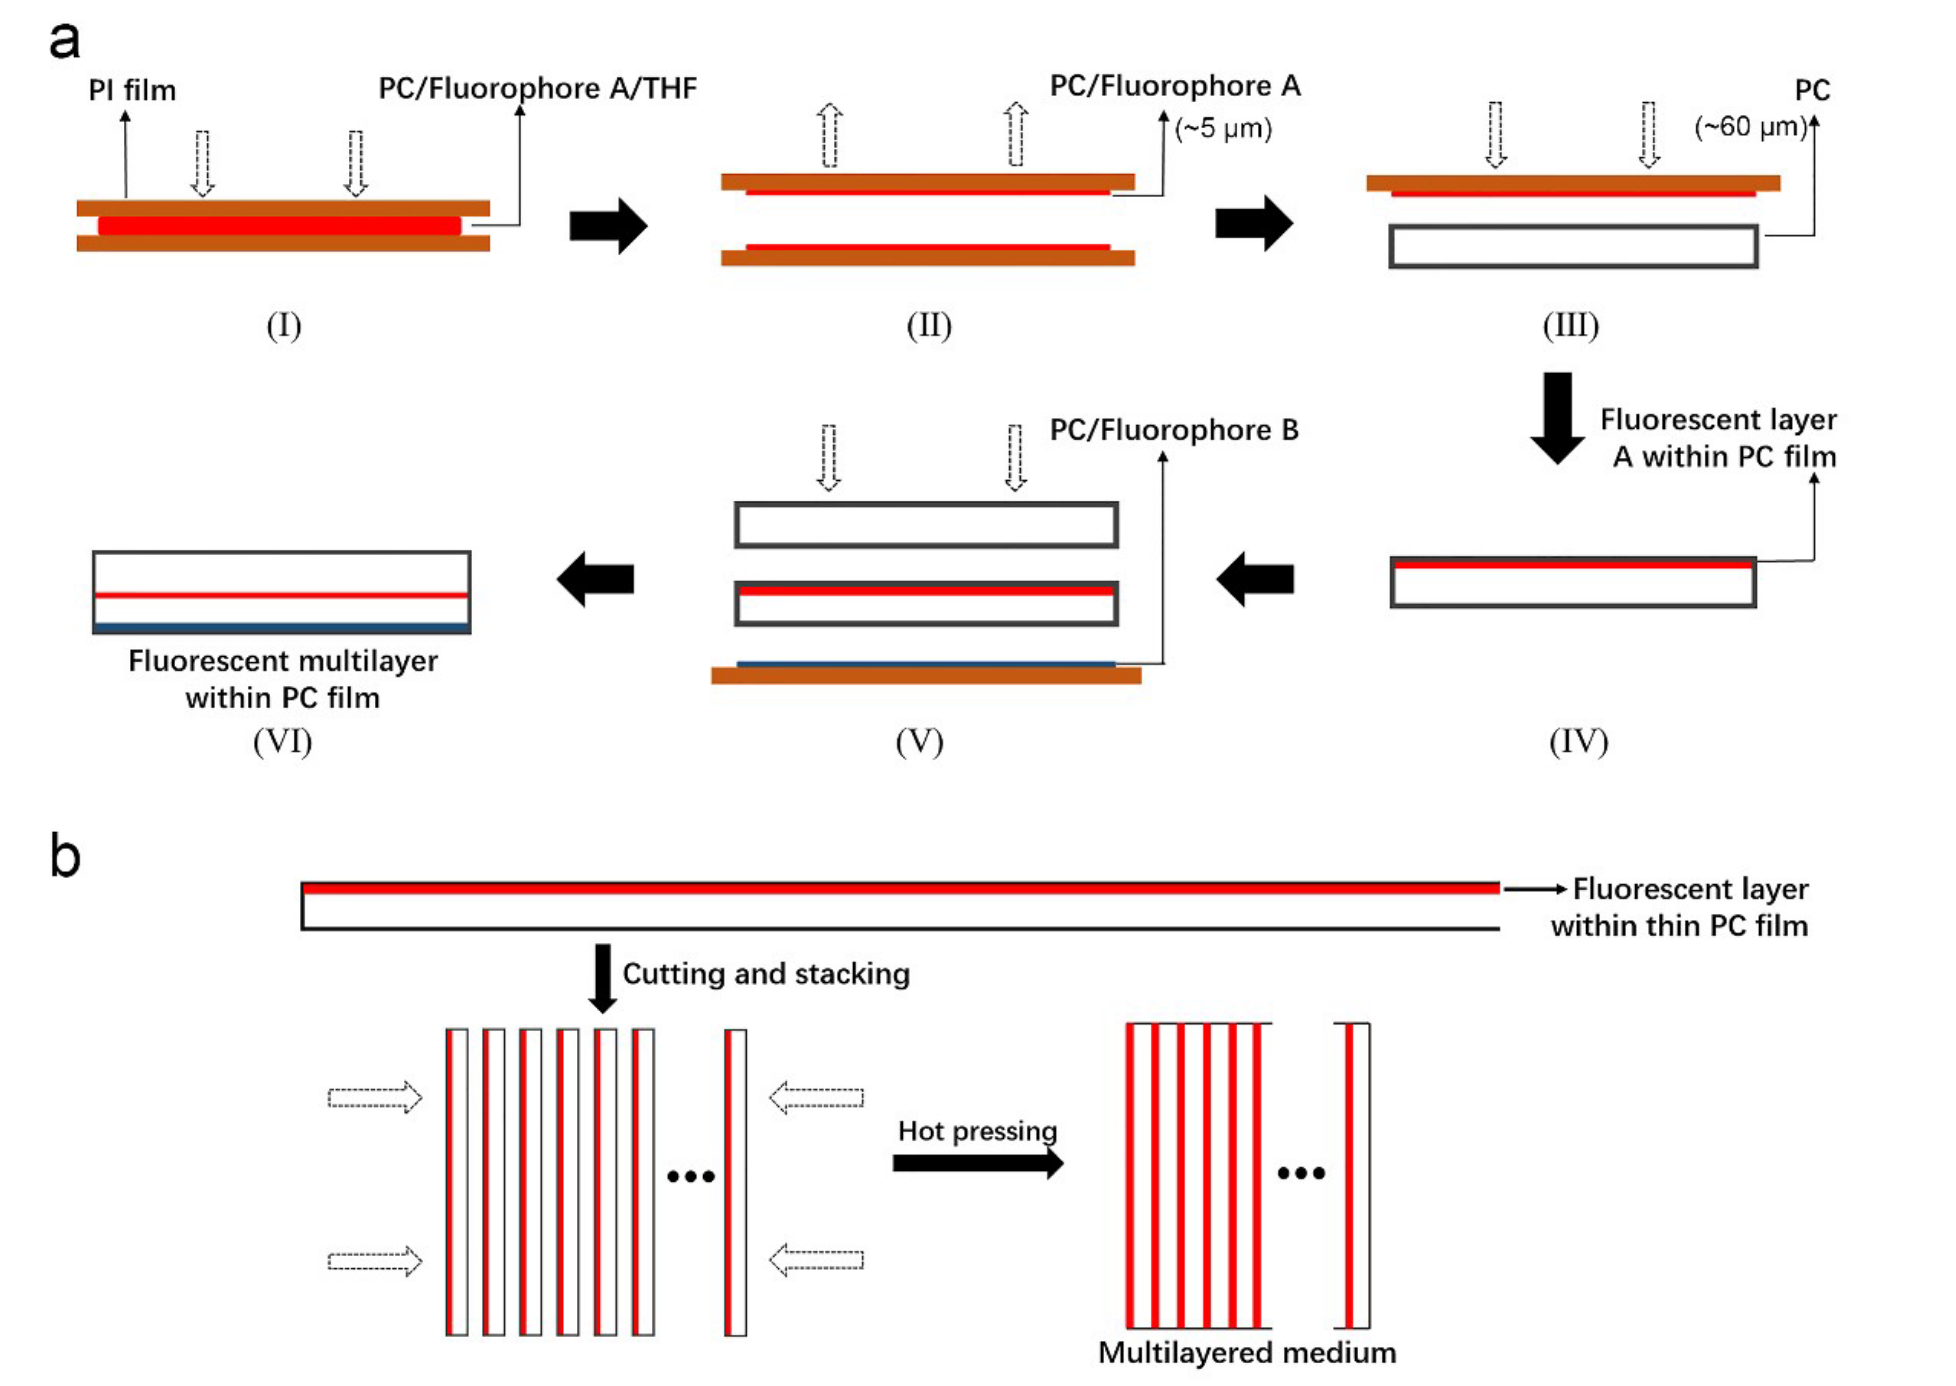 a
PI film
PC/Fluorophore A/THF
PC/Fluorophore A
(~5 μm)
PC
(~60 μm)
(I)
(II)
(III)
Fluorescent layer
A within PC film
PC/Fluorophore B
Fluorescent multilayer
within PC film
(VI)
(V)
(IV)
b
Fluorescent layer
within thin PC film
Cutting and stacking
Hot pressing
Multilayered medium